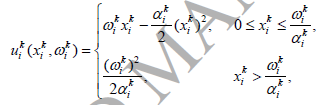 u_i^k(x_i^k, ω_i^k) = { ω_i^k x_i^k − (α_i^k / 2)(x_i^k)^2, 0 ≤ x_i^k ≤ ω_i^k / α_i^k,
(ω_i^k)^2 / (2α_i^k), x_i^k > ω_i^k / α_i^k,